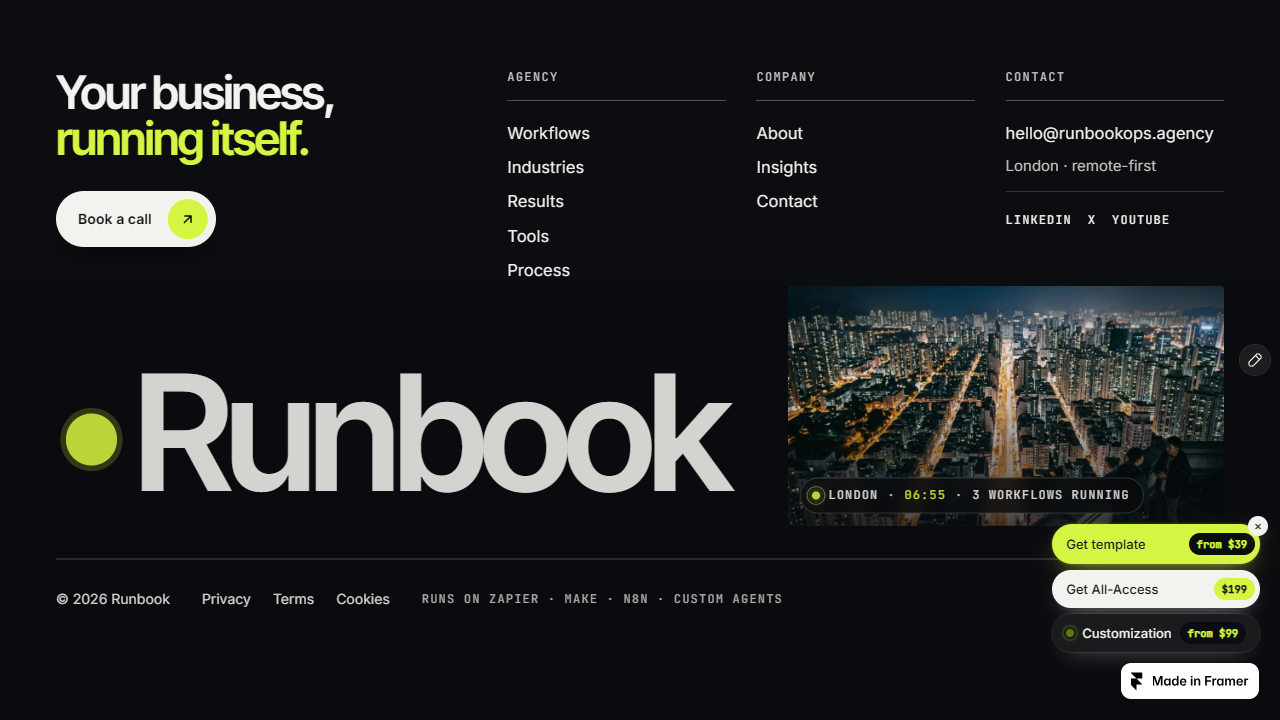 Your business,
running itself.
Book a call
AGENCY
Workflows
Industries
Results
Tools
Process
COMPANY
About
Insights
Contact
CONTACT
hello@runbookops.agency
London · remote-first
LINKEDIN X YOUTUBE
Runbook
LONDON · 06:55 · 3 WORKFLOWS RUNNING
© 2026 Runbook Privacy Terms Cookies RUNS ON ZAPIER · MAKE · N8N · CUSTOM AGENTS
Get template from $39
Get All-Access $199
Customization from $99
Made in Framer